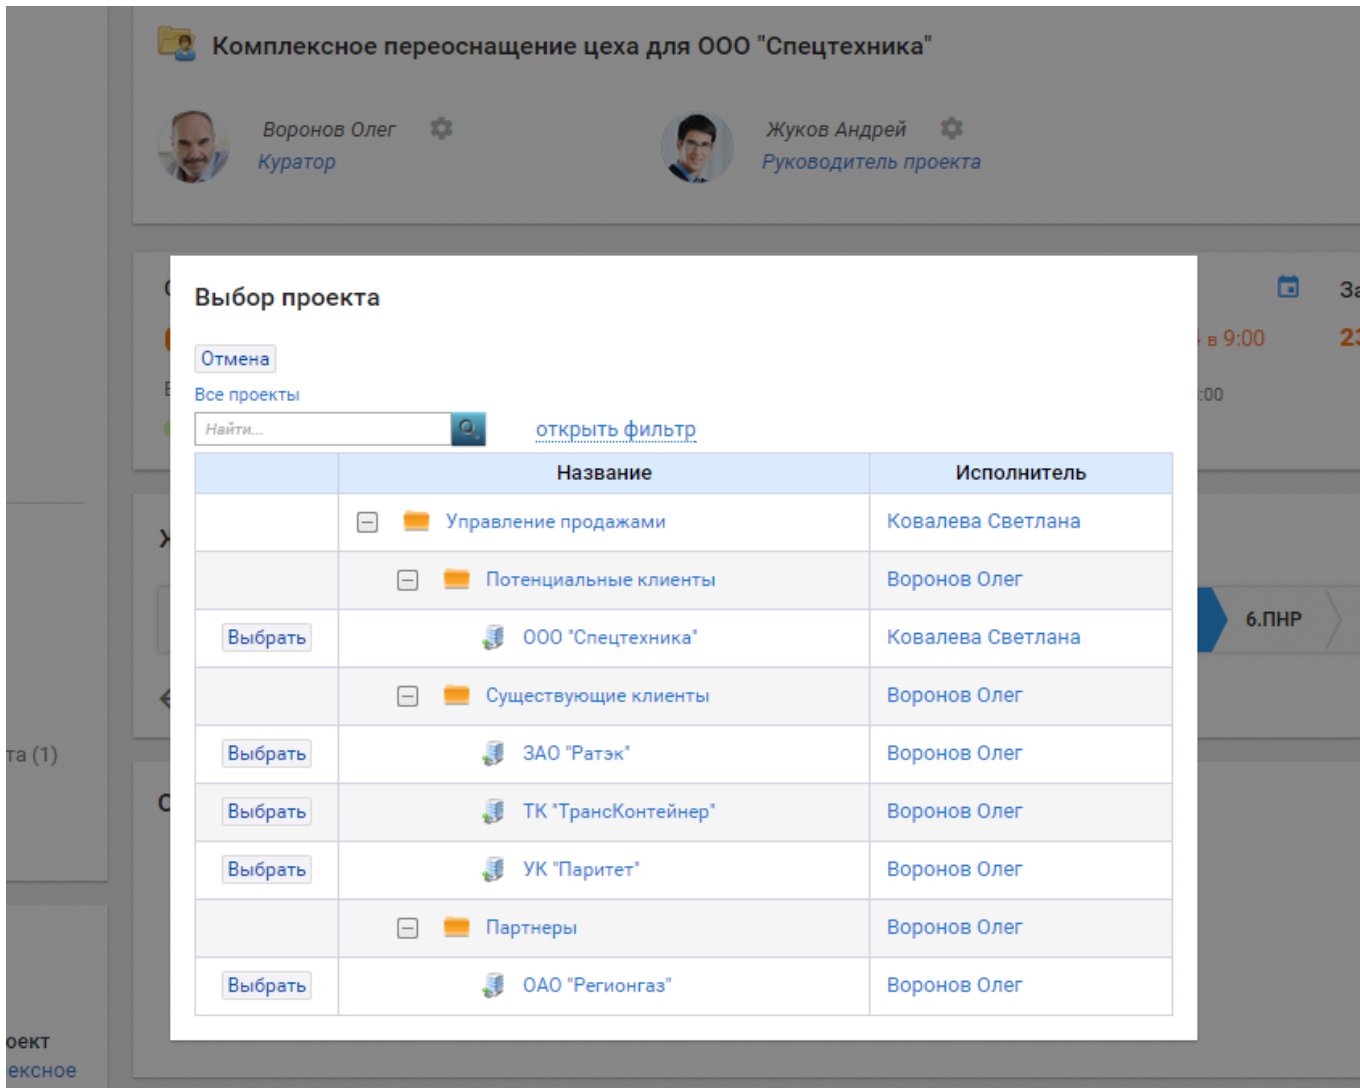 Комплексное переоснащение цеха для ООО "Спецтехника"
Воронов Олег
Куратор
Жуков Андрей
Руководитель проекта
Выбор проекта
в 9:00
:00
Отмена
Все проекты
Найти...
открыть фильтр
Название Исполнитель
Управление продажами Ковалева Светлана
Потенциальные клиенты Воронов Олег
Выбрать ООО "Спецтехника" Ковалева Светлана
6.ПНР
Существующие клиенты Воронов Олег
Выбрать ЗАО "Ратэк" Воронов Олег
та (1)
Выбрать ТК "ТрансКонтейнер" Воронов Олег
Выбрать УК "Паритет" Воронов Олег
Партнеры Воронов Олег
Выбрать ОАО "Регионгаз" Воронов Олег
оект
ексное